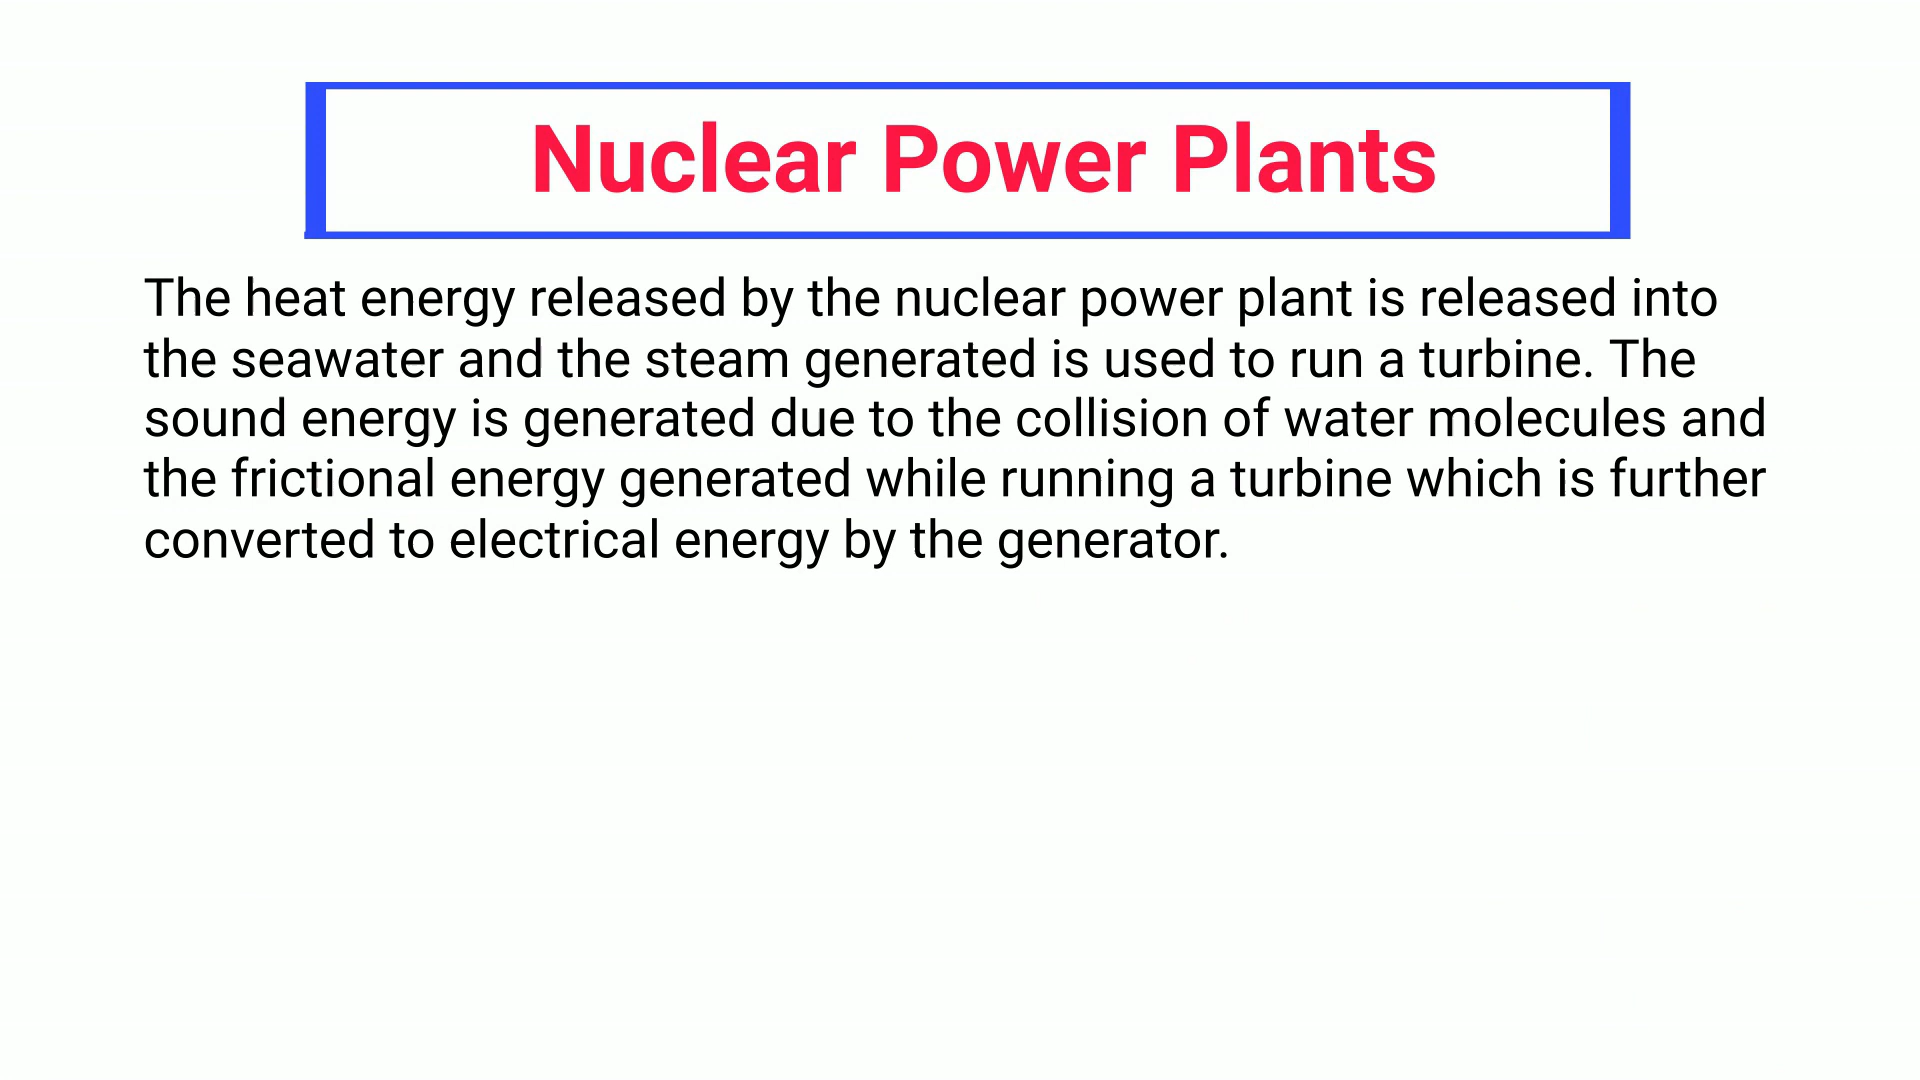 Nuclear Power Plants
The heat energy released by the nuclear power plant is released into
the seawater and the steam generated is used to run a turbine. The
sound energy is generated due to the collision of water molecules and
the frictional energy generated while running a turbine which is further
converted to electrical energy by the generator.